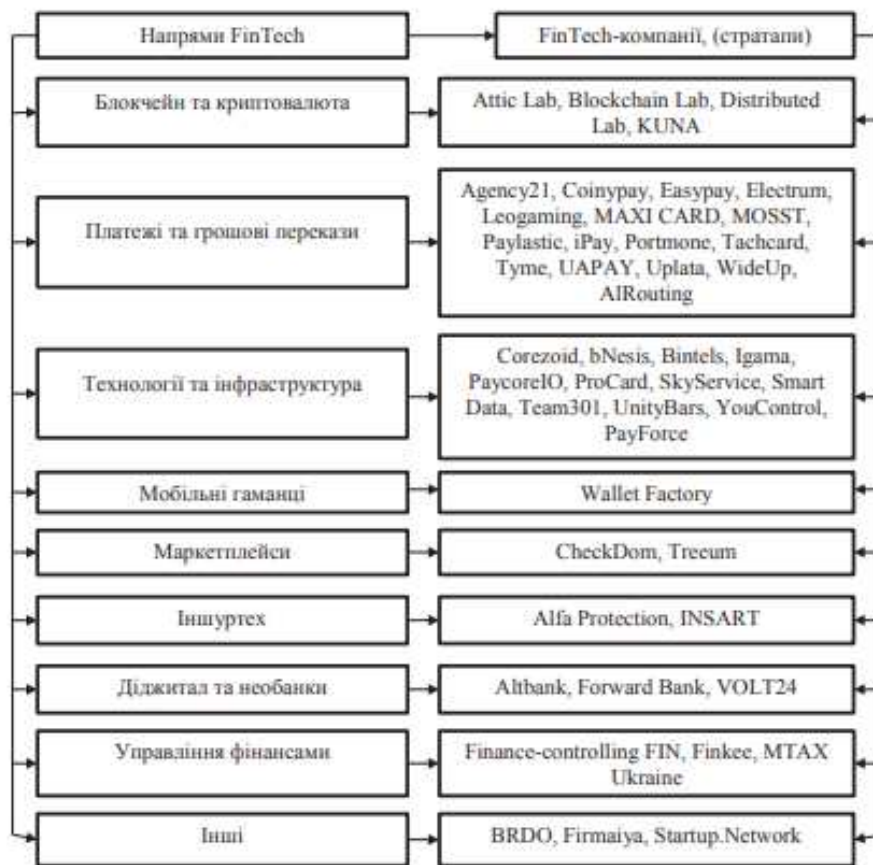 Напрями FinTech
FinTech-компанії, (стратапи)
Блокчейн та криптовалюта
Attic Lab, Blockchain Lab, Distributed
Lab, KUNA
Платежі та грошові перекази
Agency21, Coinypay, Easypay, Electrum,
Leogaming, MAXI CARD, MOSST,
Paylastic, iPay, Portmone, Tachcard,
Tyme, UAPAY, Uplata, WideUp,
AIRouting
Технології та інфраструктура
Corezoid, bNesis, Bintels, Igama,
PaycoreIO, ProCard, SkyService, Smart
Data, Team301, UnityBars, YouControl,
PayForce
Мобільні гаманці
Wallet Factory
Маркетплейси
CheckDom, Treeum
Іншуртех
Alfa Protection, INSART
Діджитал та необанки
Altbank, Forward Bank, VOLT24
Управління фінансами
Finance-controlling FIN, Finkee, MTAX
Ukraine
Інші
BRDO, Firmaiya, Startup.Network